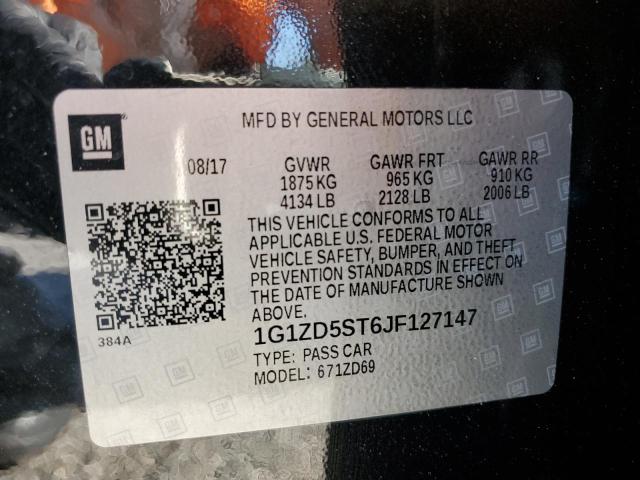 GM
MFD BY GENERAL MOTORS LLC
08/17 GVWR GAWR FRT GAWR RR
1875 KG 965 KG 910 KG
4134 LB 2128 LB 2006 LB
THIS VEHICLE CONFORMS TO ALL
APPLICABLE U.S. FEDERAL MOTOR
VEHICLE SAFETY, BUMPER, AND THEFT
PREVENTION STANDARDS IN EFFECT ON
THE DATE OF MANUFACTURE SHOWN
ABOVE.
384A
1G1ZD5ST6JF127147
TYPE: PASS CAR
MODEL: 671ZD69